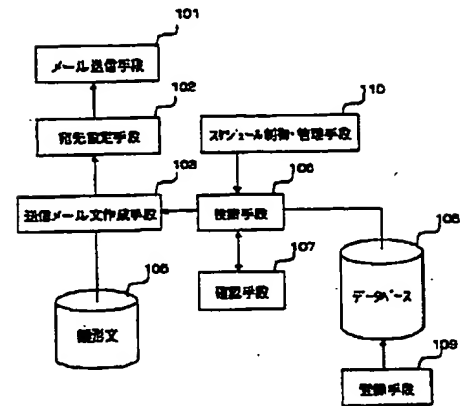 101
メール送信手段
102
宛先設定手段
103
送信メール文作成手段
110
スケジュール制御・管理手段
106
検索手段
107
確認手段
105
雛形文
108
データベース
109
登録手段